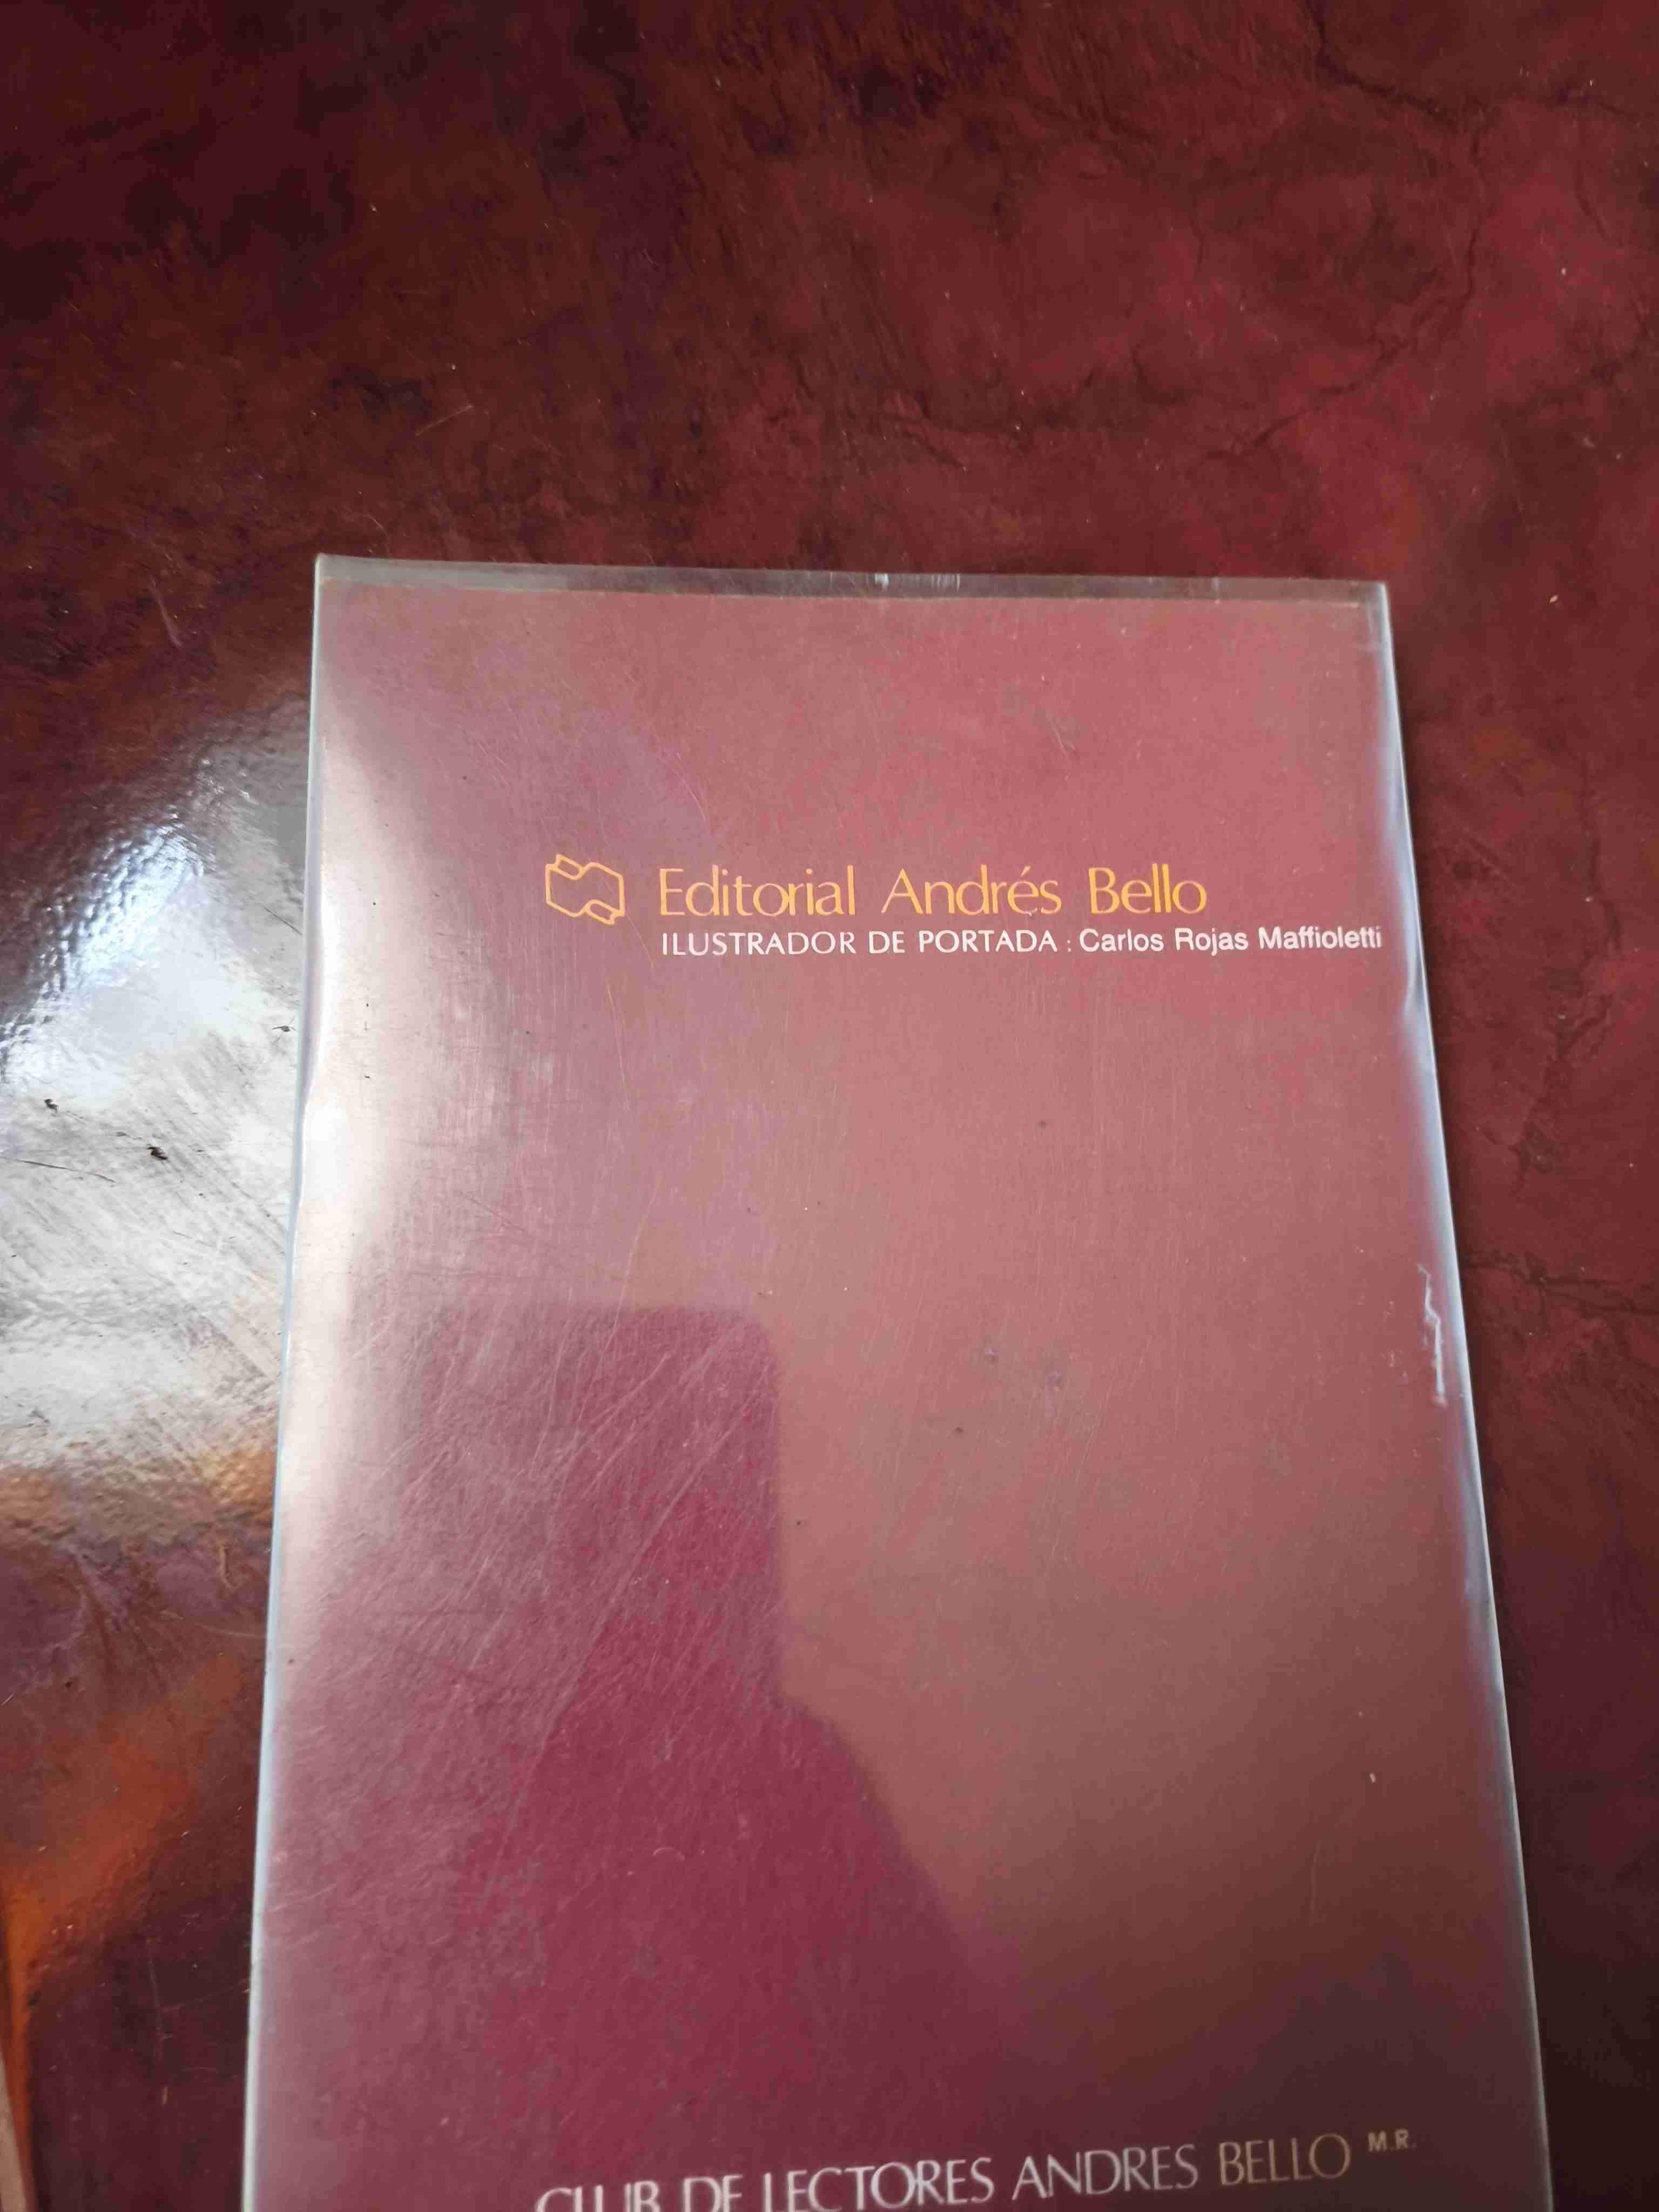 Editorial Andrés Bello
ILUSTRADOR DE PORTADA : Carlos Rojas Maffioletti
CLUB DE LECTORES ANDRES BELLO M.R.